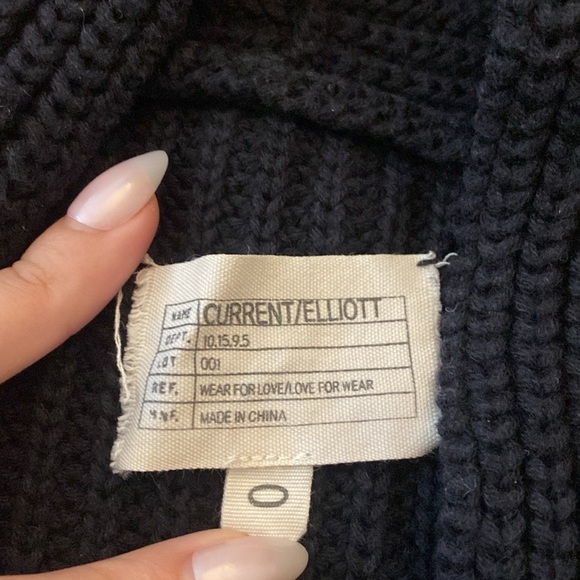 NAME CURRENT/ELLIOTT
DEPT. 10.15.9.5
LOT 001
REF. WEAR FOR LOVE/LOVE FOR WEAR
MNF. MADE IN CHINA
0